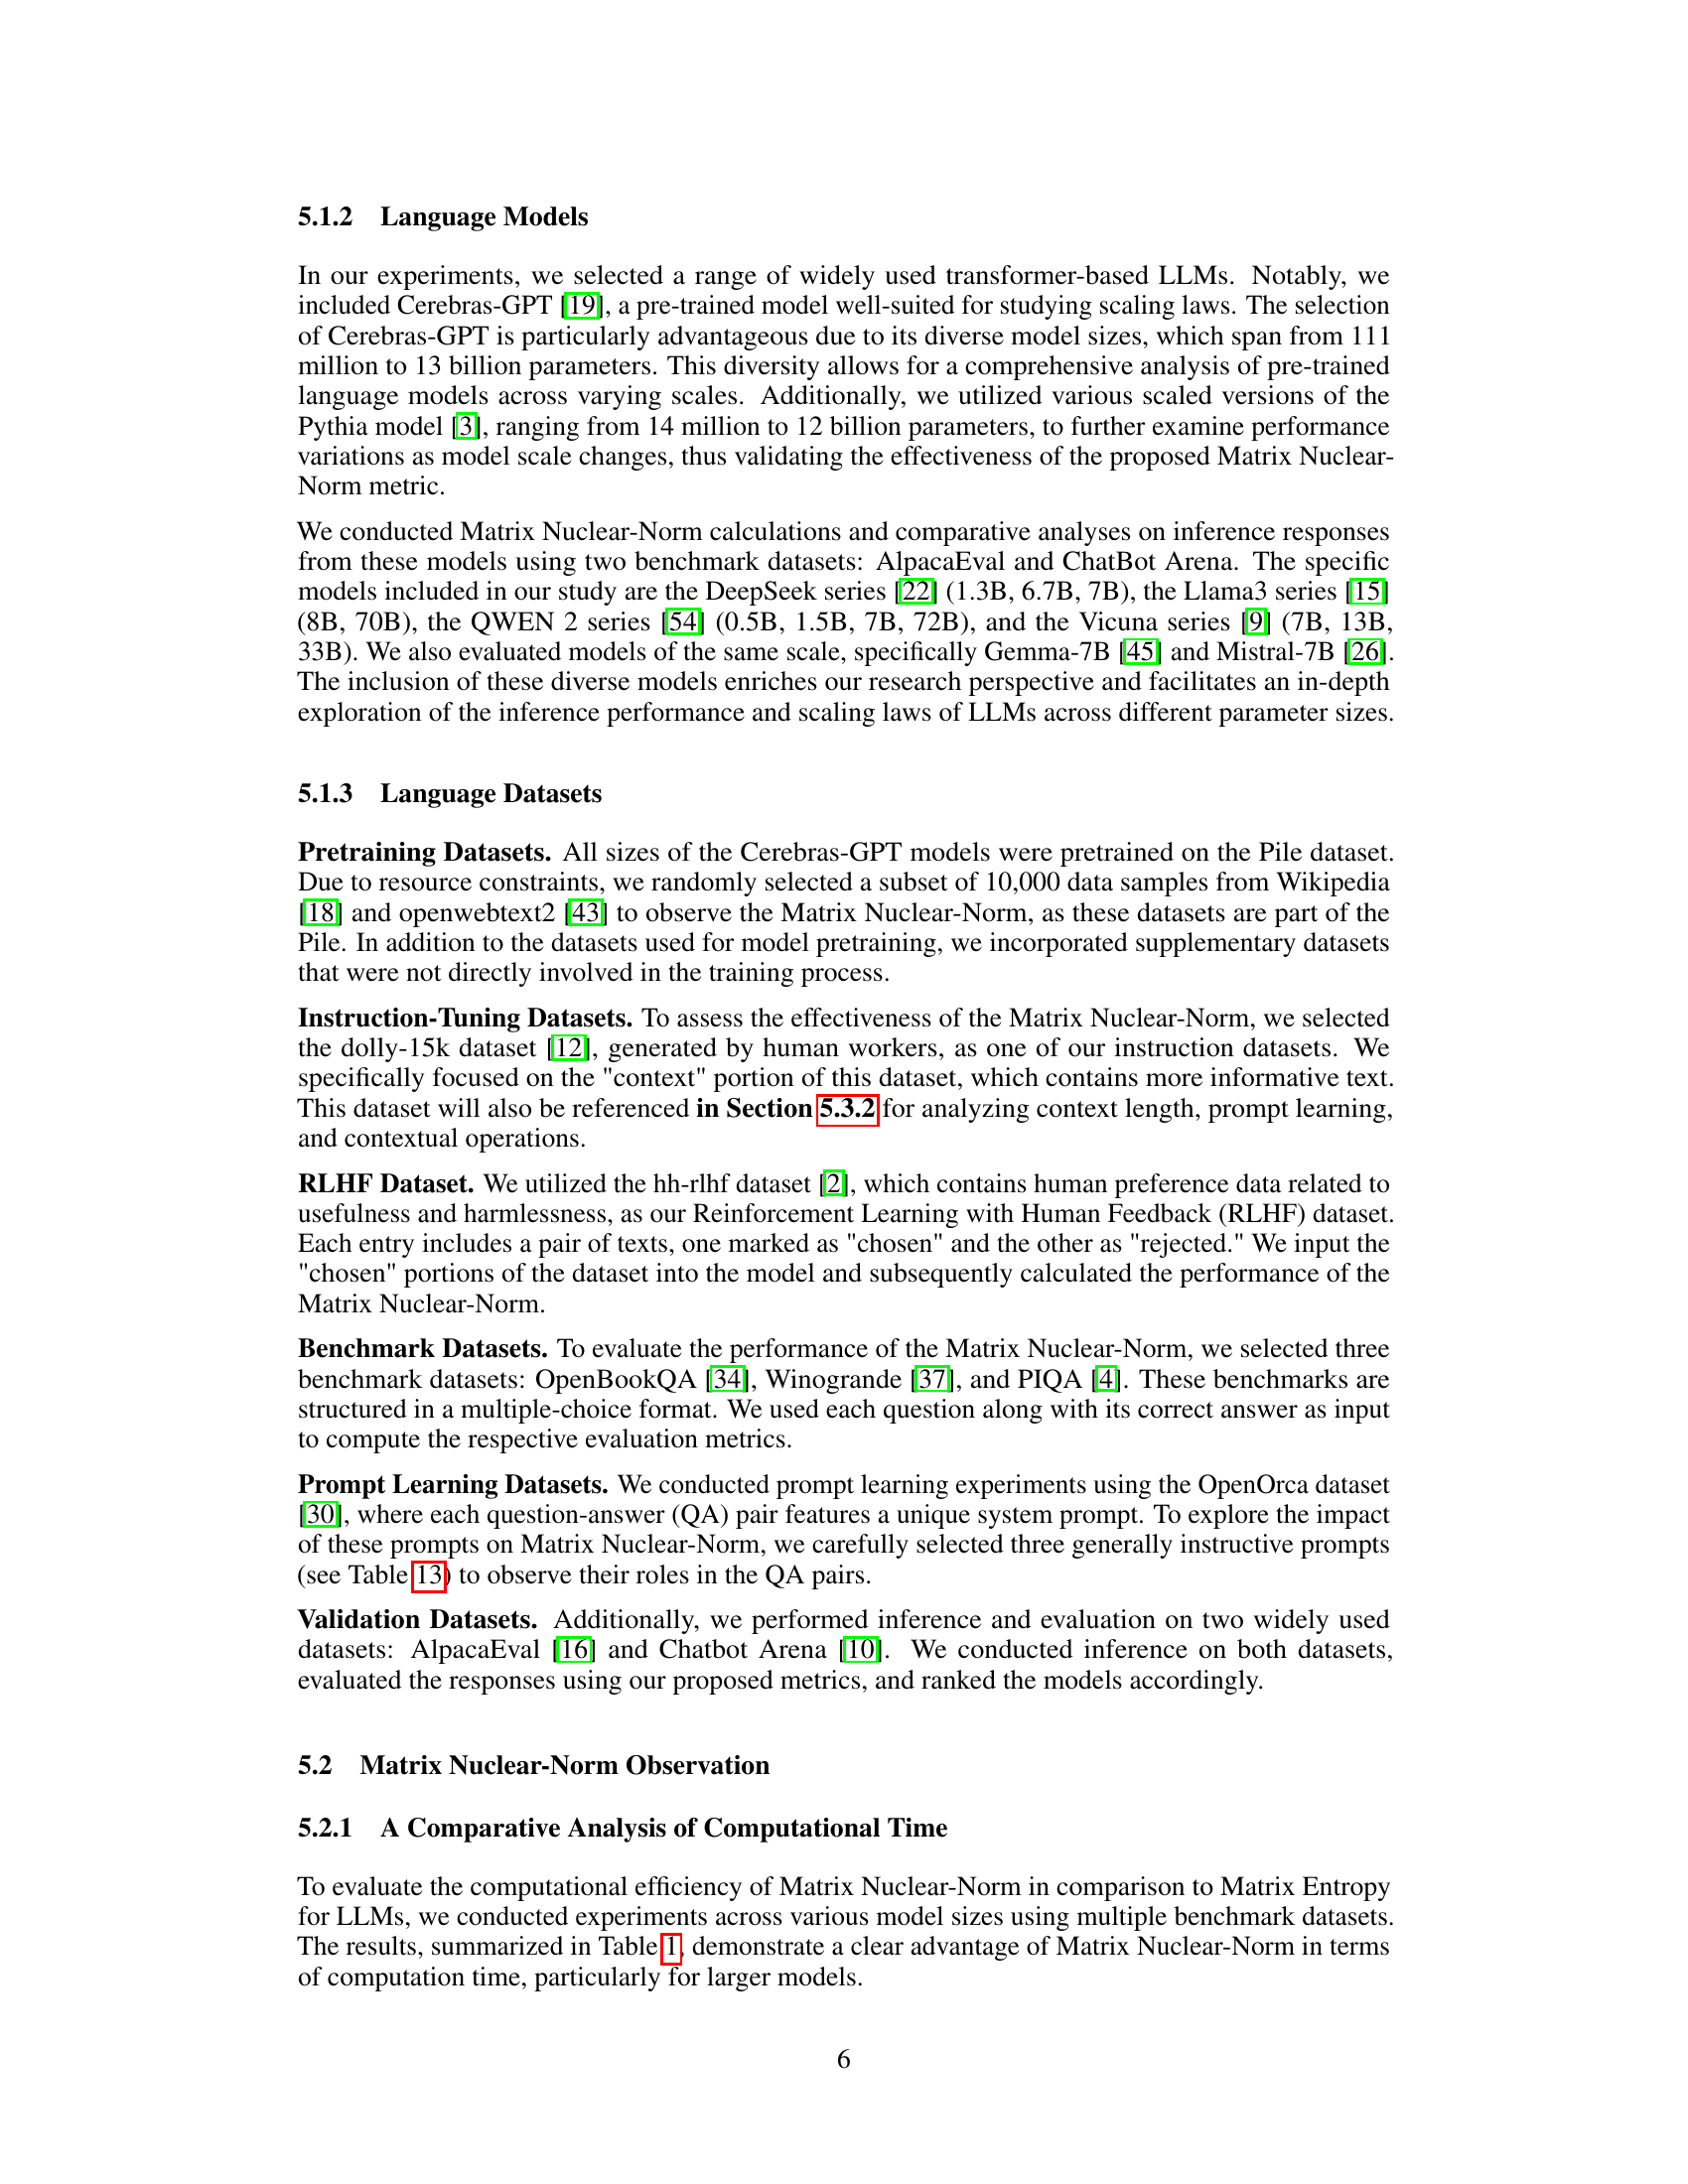 5.1.2 Language Models
In our experiments, we selected a range of widely used transformer-based LLMs. Notably, we
included Cerebras-GPT [19], a pre-trained model well-suited for studying scaling laws. The selection
of Cerebras-GPT is particularly advantageous due to its diverse model sizes, which span from 111
million to 13 billion parameters. This diversity allows for a comprehensive analysis of pre-trained
language models across varying scales. Additionally, we utilized various scaled versions of the
Pythia model [3], ranging from 14 million to 12 billion parameters, to further examine performance
variations as model scale changes, thus validating the effectiveness of the proposed Matrix Nuclear-
Norm metric.
We conducted Matrix Nuclear-Norm calculations and comparative analyses on inference responses
from these models using two benchmark datasets: AlpacaEval and ChatBot Arena. The specific
models included in our study are the DeepSeek series [22] (1.3B, 6.7B, 7B), the Llama3 series [15]
(8B, 70B), the QWEN 2 series [54] (0.5B, 1.5B, 7B, 72B), and the Vicuna series [9] (7B, 13B,
33B). We also evaluated models of the same scale, specifically Gemma-7B [45] and Mistral-7B [26].
The inclusion of these diverse models enriches our research perspective and facilitates an in-depth
exploration of the inference performance and scaling laws of LLMs across different parameter sizes.
5.1.3 Language Datasets
Pretraining Datasets. All sizes of the Cerebras-GPT models were pretrained on the Pile dataset.
Due to resource constraints, we randomly selected a subset of 10,000 data samples from Wikipedia
[18] and openwebtext2 [43] to observe the Matrix Nuclear-Norm, as these datasets are part of the
Pile. In addition to the datasets used for model pretraining, we incorporated supplementary datasets
that were not directly involved in the training process.
Instruction-Tuning Datasets. To assess the effectiveness of the Matrix Nuclear-Norm, we selected
the dolly-15k dataset [12], generated by human workers, as one of our instruction datasets. We
specifically focused on the "context" portion of this dataset, which contains more informative text.
This dataset will also be referenced in Section 5.3.2 for analyzing context length, prompt learning,
and contextual operations.
RLHF Dataset. We utilized the hh-rlhf dataset [2], which contains human preference data related to
usefulness and harmlessness, as our Reinforcement Learning with Human Feedback (RLHF) dataset.
Each entry includes a pair of texts, one marked as "chosen" and the other as "rejected." We input the
"chosen" portions of the dataset into the model and subsequently calculated the performance of the
Matrix Nuclear-Norm.
Benchmark Datasets. To evaluate the performance of the Matrix Nuclear-Norm, we selected three
benchmark datasets: OpenBookQA [34], Winogrande [37], and PIQA [4]. These benchmarks are
structured in a multiple-choice format. We used each question along with its correct answer as input
to compute the respective evaluation metrics.
Prompt Learning Datasets. We conducted prompt learning experiments using the OpenOrca dataset
[30], where each question-answer (QA) pair features a unique system prompt. To explore the impact
of these prompts on Matrix Nuclear-Norm, we carefully selected three generally instructive prompts
(see Table 13) to observe their roles in the QA pairs.
Validation Datasets. Additionally, we performed inference and evaluation on two widely used
datasets: AlpacaEval [16] and Chatbot Arena [10]. We conducted inference on both datasets,
evaluated the responses using our proposed metrics, and ranked the models accordingly.
5.2 Matrix Nuclear-Norm Observation
5.2.1 A Comparative Analysis of Computational Time
To evaluate the computational efficiency of Matrix Nuclear-Norm in comparison to Matrix Entropy
for LLMs, we conducted experiments across various model sizes using multiple benchmark datasets.
The results, summarized in Table 1, demonstrate a clear advantage of Matrix Nuclear-Norm in terms
of computation time, particularly for larger models.
6